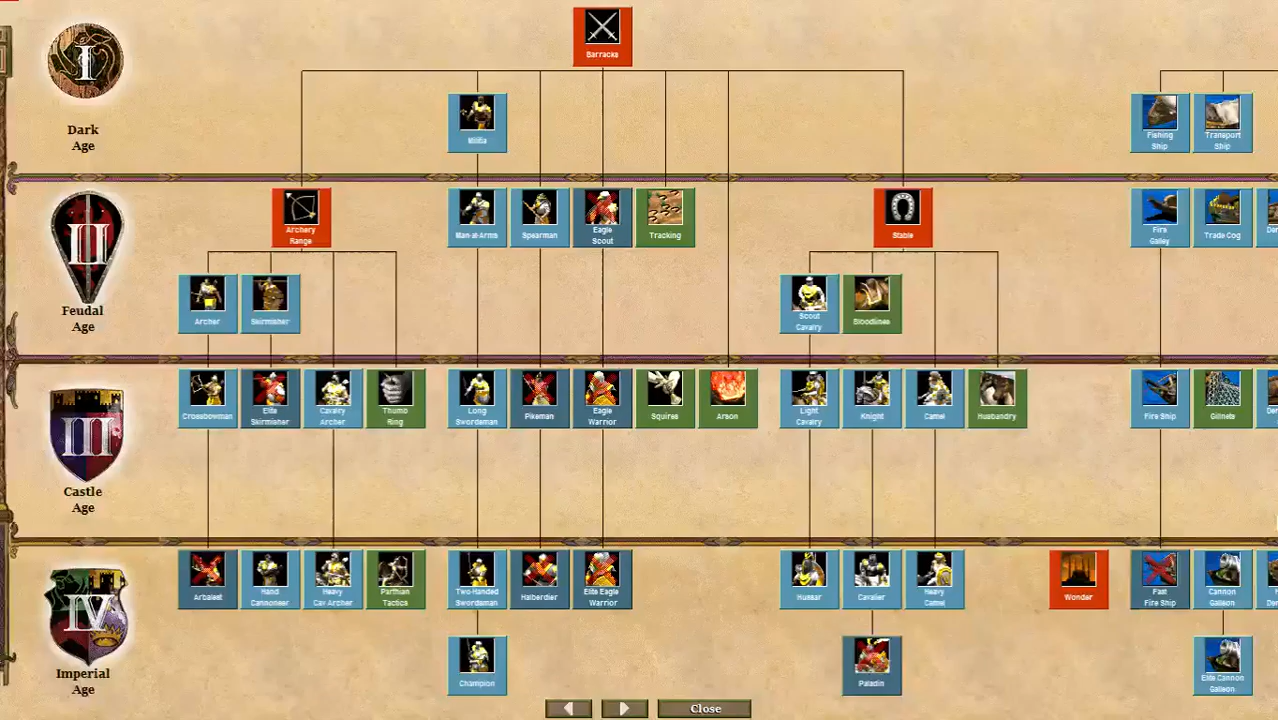 Barracks
I
Dark
Age
Militia
Fishing
Ship
Transport
Ship
II
Feudal
Age
Archery
Range
Man-at-Arms
Spearman
Eagle
Scout
Tracking
Stable
Fire
Galley
Trade Cog
Archer
Skirmisher
Scout
Cavalry
Bloodlines
III
Castle
Age
Crossbowman
Elite
Skirmisher
Cavalry
Archer
Thumb
Ring
Long
Swordsman
Pikeman
Eagle
Warrior
Squires
Arson
Light
Cavalry
Knight
Camel
Husbandry
Fire Ship
Gillnets
IV
Imperial
Age
Arbalest
Hand
Cannoneer
Heavy
Cav Archer
Parthian
Tactics
Two-Handed
Swordsman
Halberdier
Elite Eagle
Warrior
Hussar
Cavalier
Heavy
Camel
Wonder
Fast
Fire Ship
Cannon
Galleon
Champion
Paladin
Elite Cannon
Galleon
Close